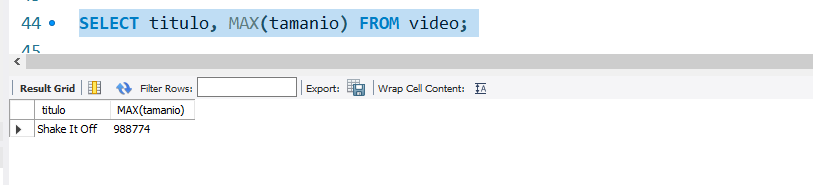 44 SELECT titulo, MAX(tamanio) FROM video;
45
Result Grid Filter Rows: Export: Wrap Cell Content:
titulo MAX(tamanio)
Shake It Off 988774